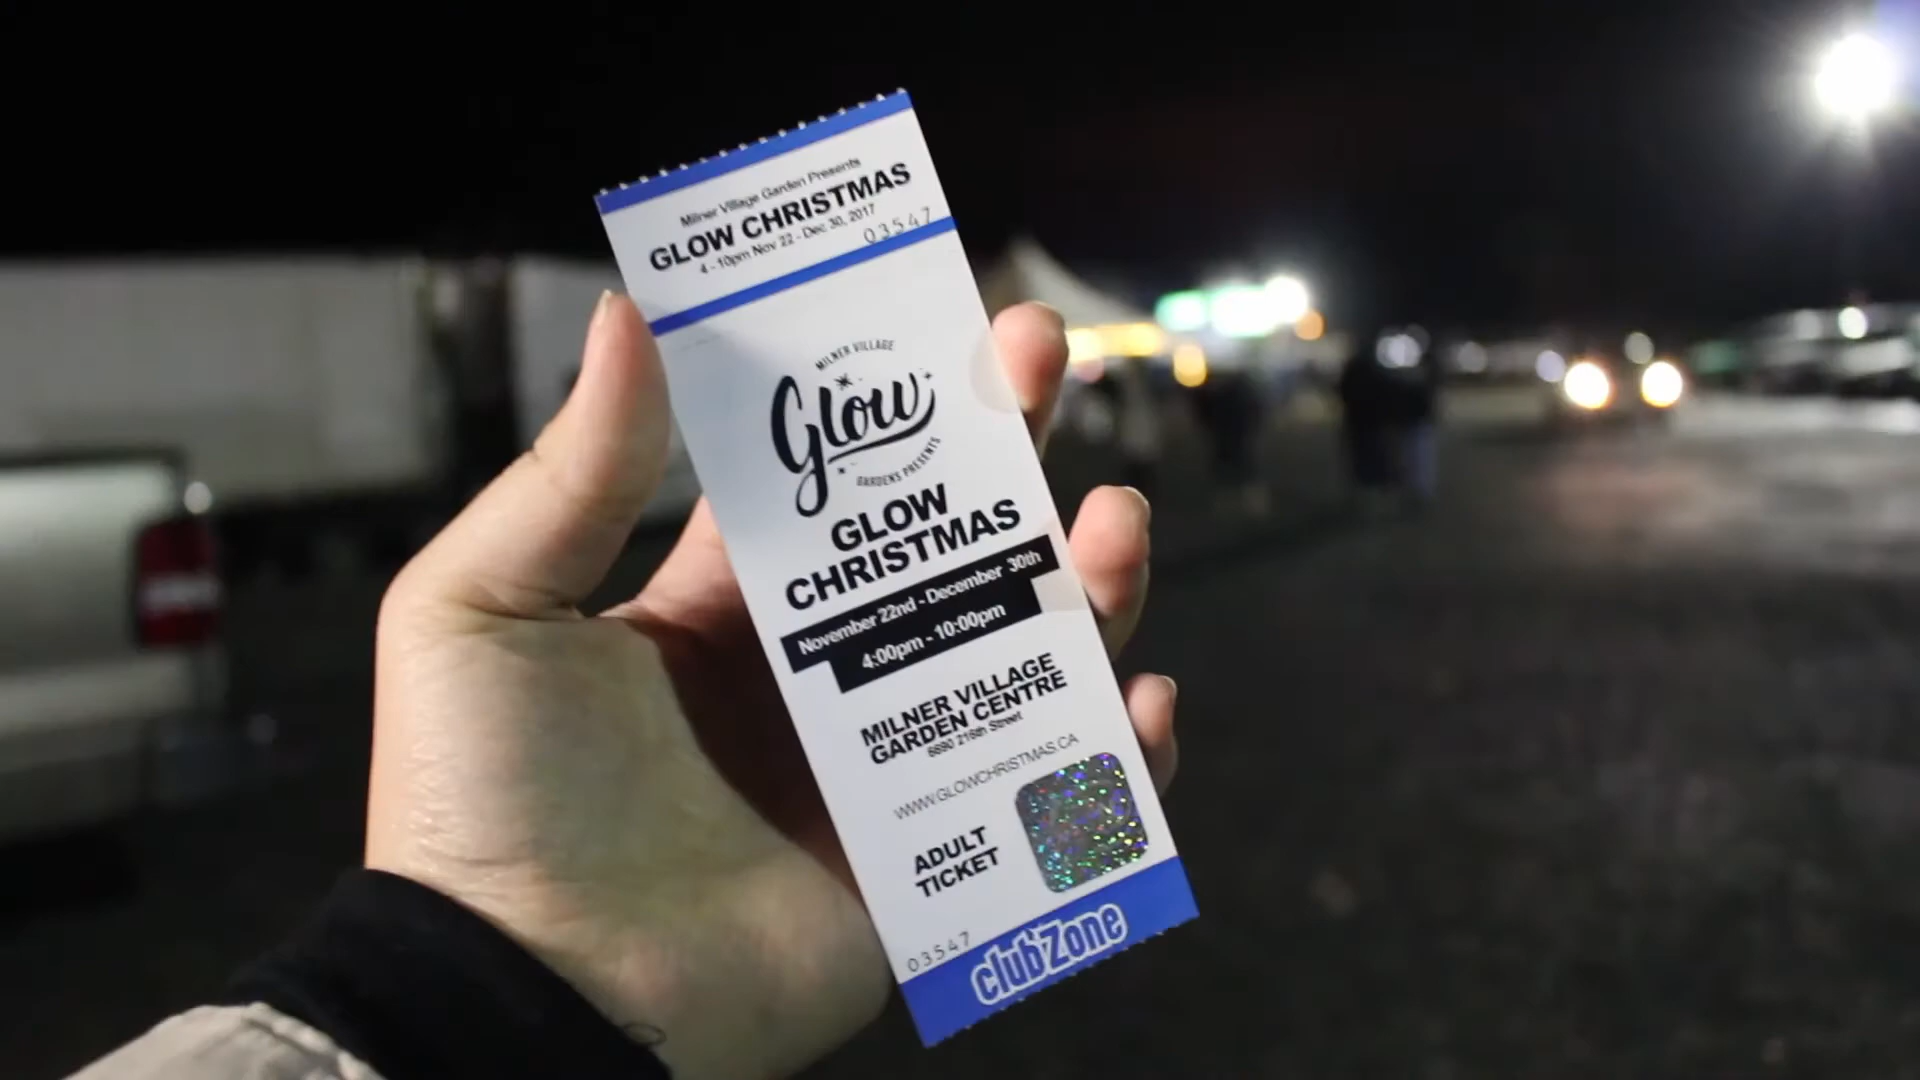 Milner Village Garden Presents
GLOW CHRISTMAS
4 - 10pm Nov 22 - Dec 30, 2017
03547
MILNER VILLAGE
Glow
GARDENS PRESENTS
GLOW
CHRISTMAS
November 22nd - December 30th
4:00pm - 10:00pm
MILNER VILLAGE
GARDEN CENTRE
6690 216th Street
WWW.GLOWCHRISTMAS.CA
ADULT
TICKET
03547
club Zone